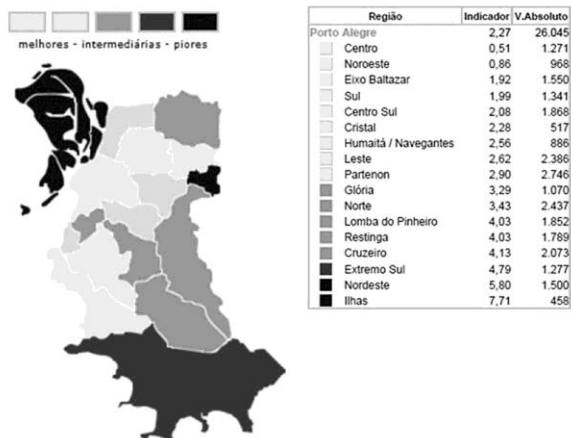 melhores - intermediárias - piores
Região Indicador V.Absoluto
Porto Alegre 2,27 26.045
Centro 0,51 1.271
Noroeste 0,86 968
Eixo Baltazar 1,92 1.550
Sul 1,99 1.341
Centro Sul 2,08 1.868
Cristal 2,28 517
Humaitá / Navegantes 2,56 886
Leste 2,62 2.386
Partenon 2,90 2.746
Glória 3,29 1.070
Norte 3,43 2.437
Lomba do Pinheiro 4,03 1.852
Restinga 4,03 1.789
Cruzeiro 4,13 2.073
Extremo Sul 4,79 1.277
Nordeste 5,80 1.500
Ilhas 7,71 458